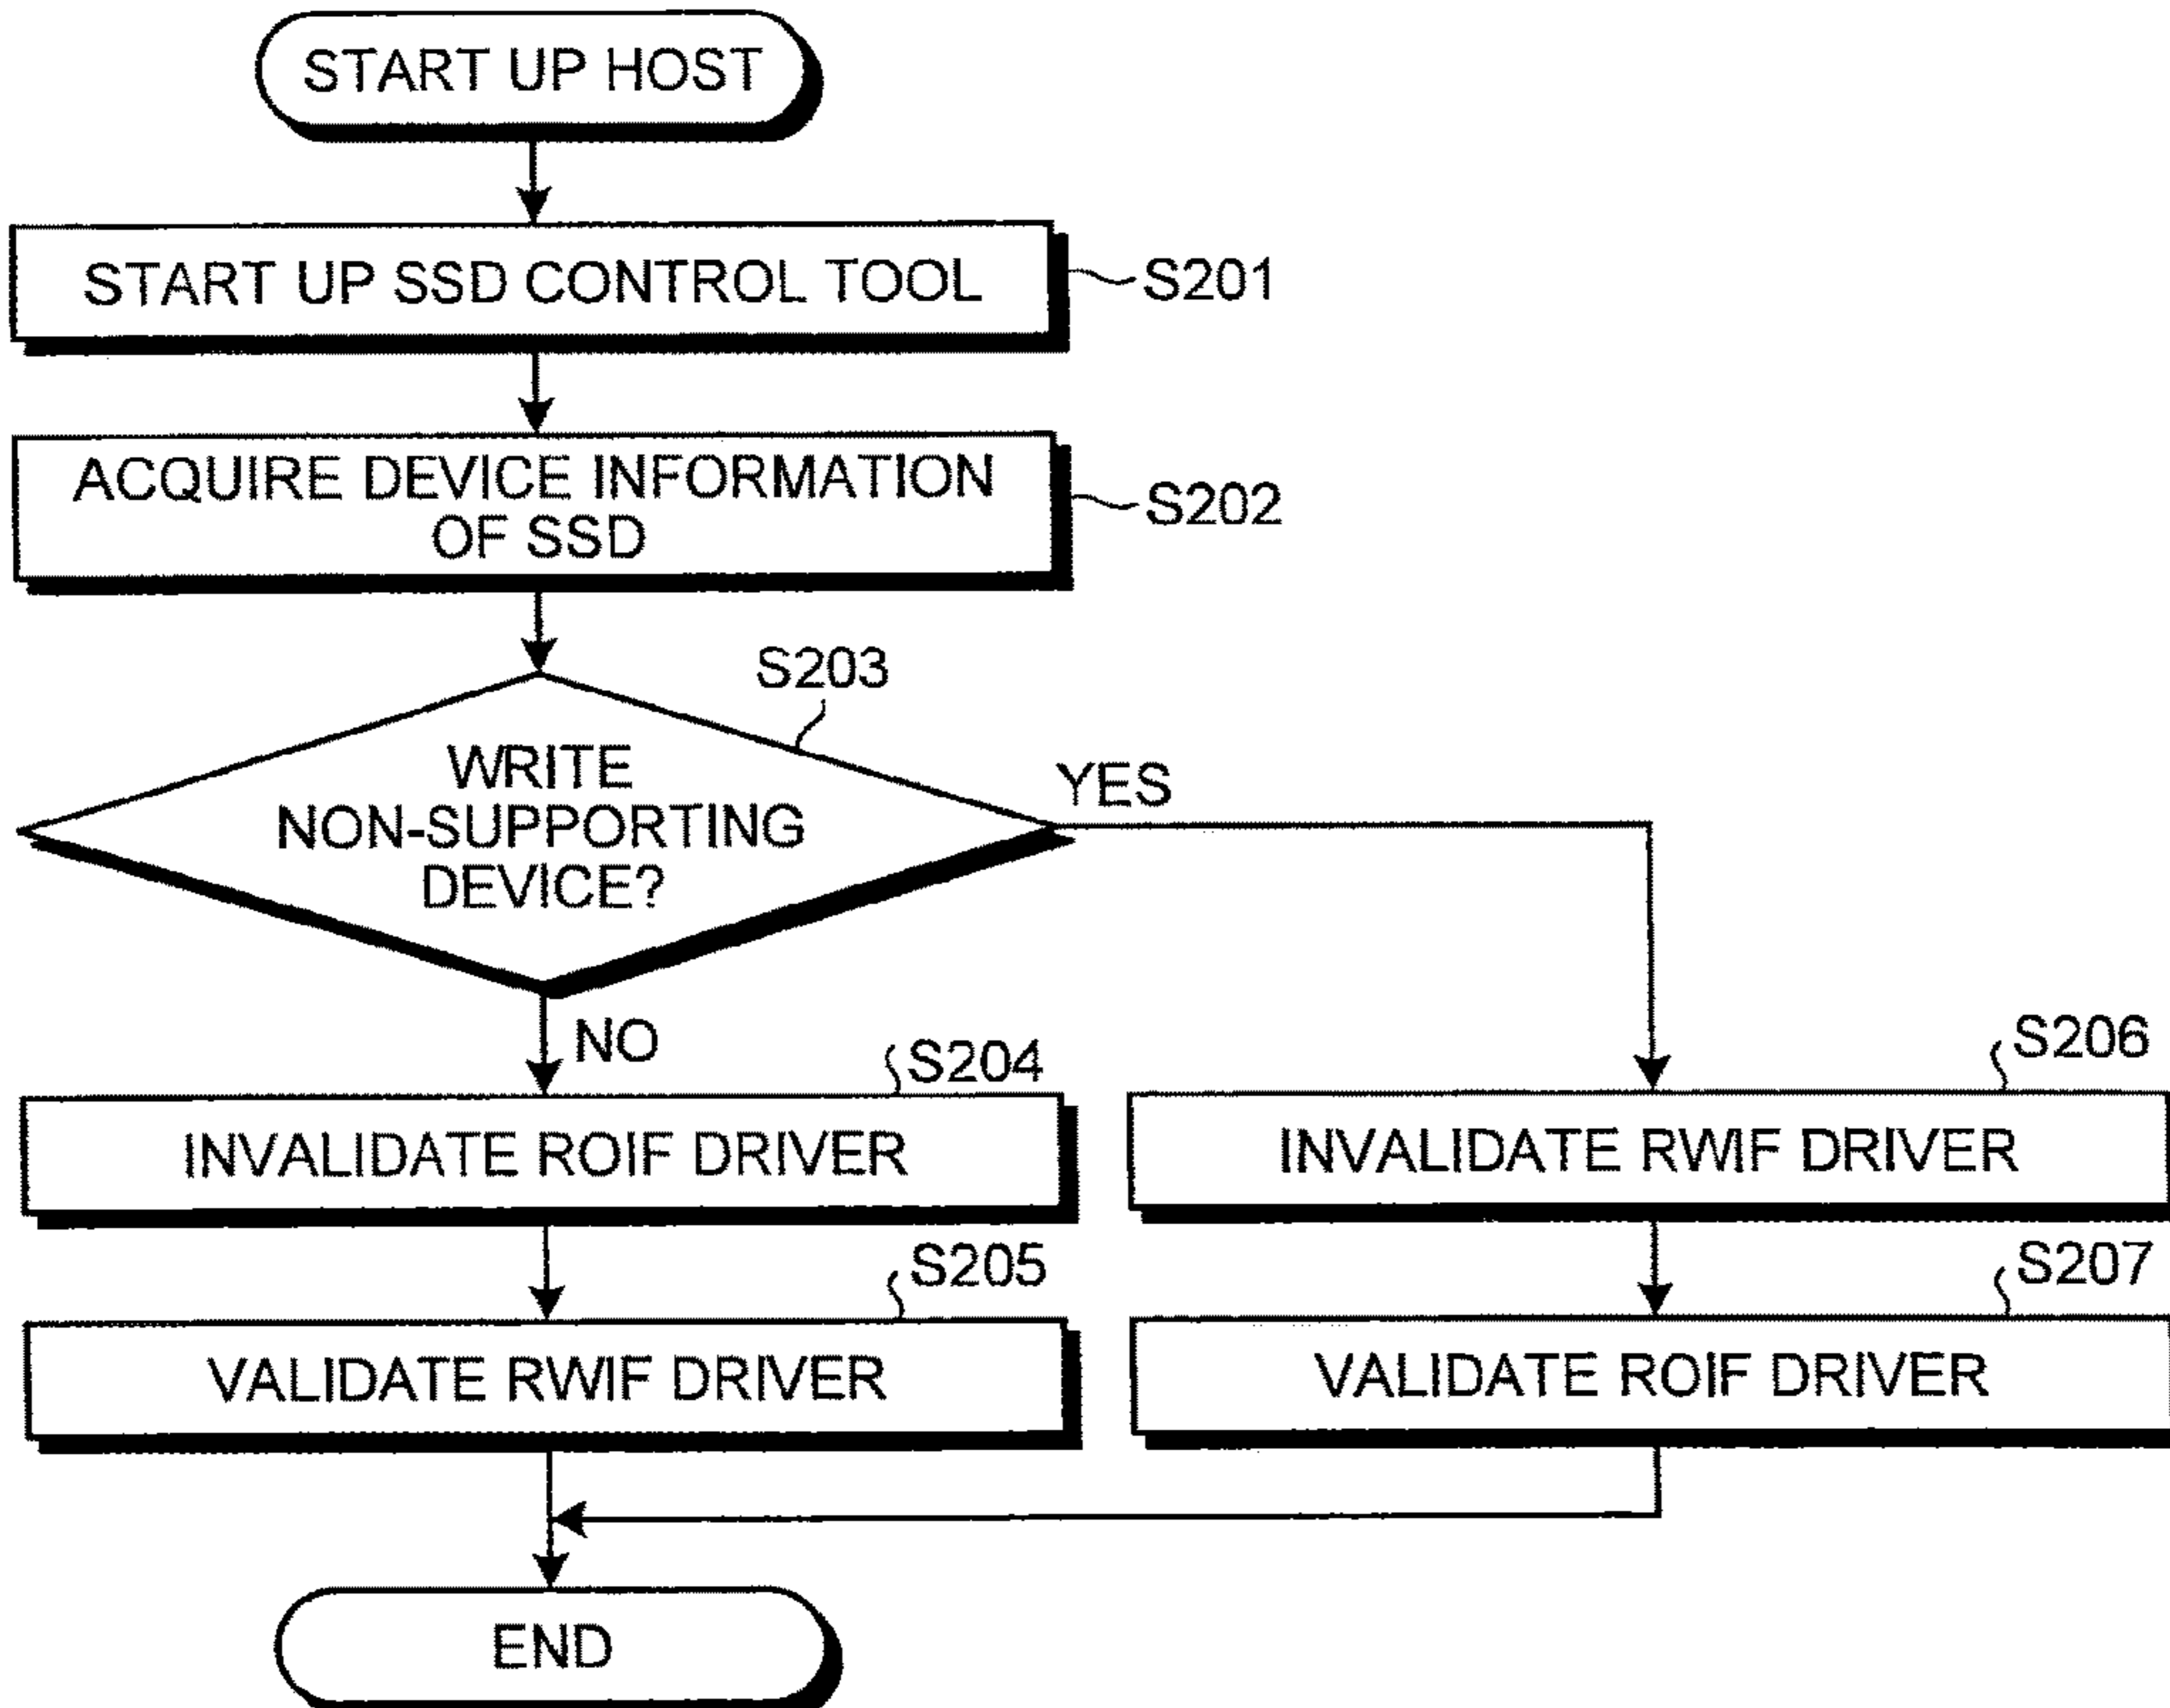 START UP HOST
START UP SSD CONTROL TOOL
S201
ACQUIRE DEVICE INFORMATION
OF SSD
S202
S203
WRITE
NON-SUPPORTING
DEVICE?
YES
NO
S204
INVALIDATE ROIF DRIVER
S206
INVALIDATE RWIF DRIVER
S205
VALIDATE RWIF DRIVER
S207
VALIDATE ROIF DRIVER
END